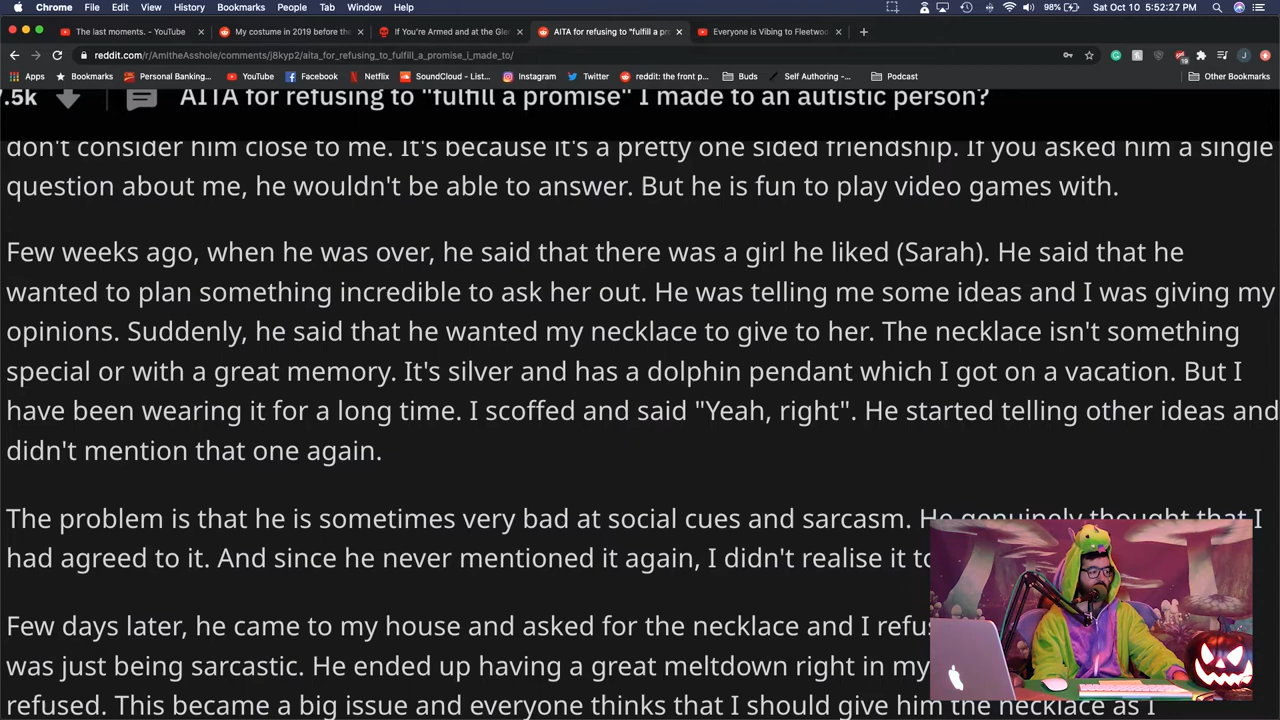 Chrome File Edit View History Bookmarks People Tab Window Help 98% Sat Oct 10 5:52:27 PM
The last moments. - YouTube × My costume in 2019 before the × If You're Armed and at the Gle × AITA for refusing to "fulfill a pr × Everyone is Vibing to Fleetwoo × +
reddit.com/r/AmItheAsshole/comments/j8kyp2/aita_for_refusing_to_fulfill_a_promise_i_made_to/
Apps Bookmarks Personal Banking... YouTube Facebook Netflix SoundCloud - List... Instagram Twitter reddit: the front p... Buds Self Authoring -... Podcast Other Bookmarks
7.5k AITA for refusing to "fulfill a promise" I made to an autistic person?
don't consider him close to me. It's because it's a pretty one sided friendship. If you asked him a single
question about me, he wouldn't be able to answer. But he is fun to play video games with.
Few weeks ago, when he was over, he said that there was a girl he liked (Sarah). He said that he
wanted to plan something incredible to ask her out. He was telling me some ideas and I was giving my
opinions. Suddenly, he said that he wanted my necklace to give to her. The necklace isn't something
special or with a great memory. It's silver and has a dolphin pendant which I got on a vacation. But I
have been wearing it for a long time. I scoffed and said "Yeah, right". He started telling other ideas and
didn't mention that one again.
The problem is that he is sometimes very bad at social cues and sarcasm. He genuinely thought that I
had agreed to it. And since he never mentioned it again, I didn't realise it
Few days later, he came to my house and asked for the necklace and I
was just being sarcastic. He ended up having a great meltdown right in my
refused. This became a big issue and everyone thinks that I should give him the necklace as I